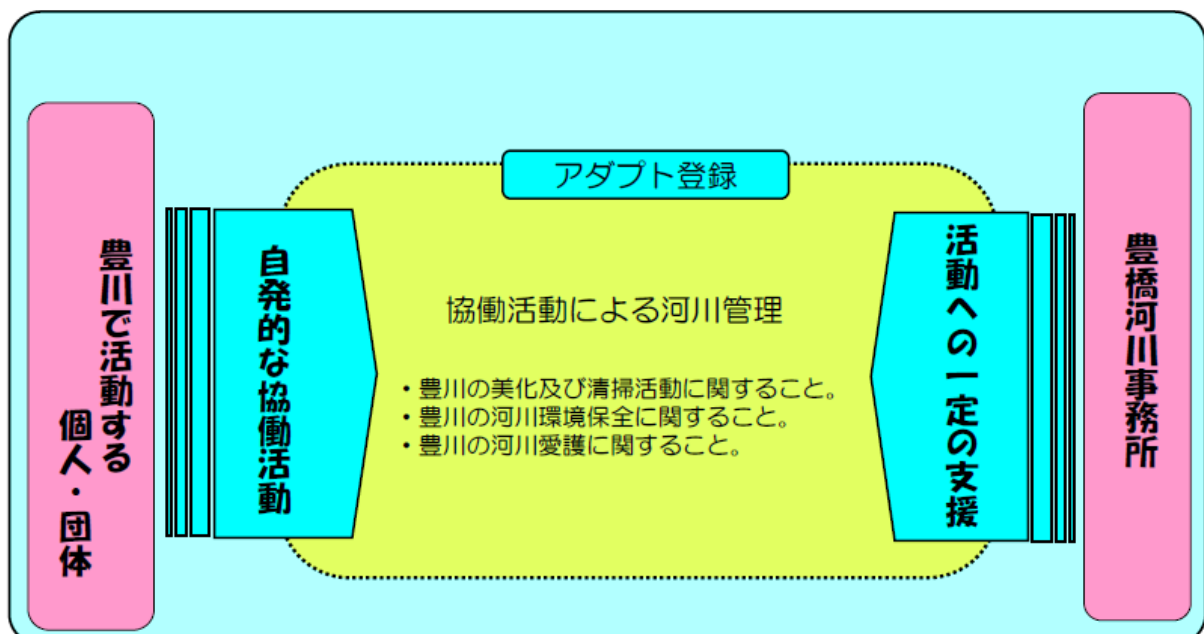 アダプト登録
豊川で活動する
個人・団体
自発的な協働活動
協働活動による河川管理
・豊川の美化及び清掃活動に関すること。
・豊川の河川環境保全に関すること。
・豊川の河川愛護に関すること。
活動への一定の支援
豊橋河川事務所